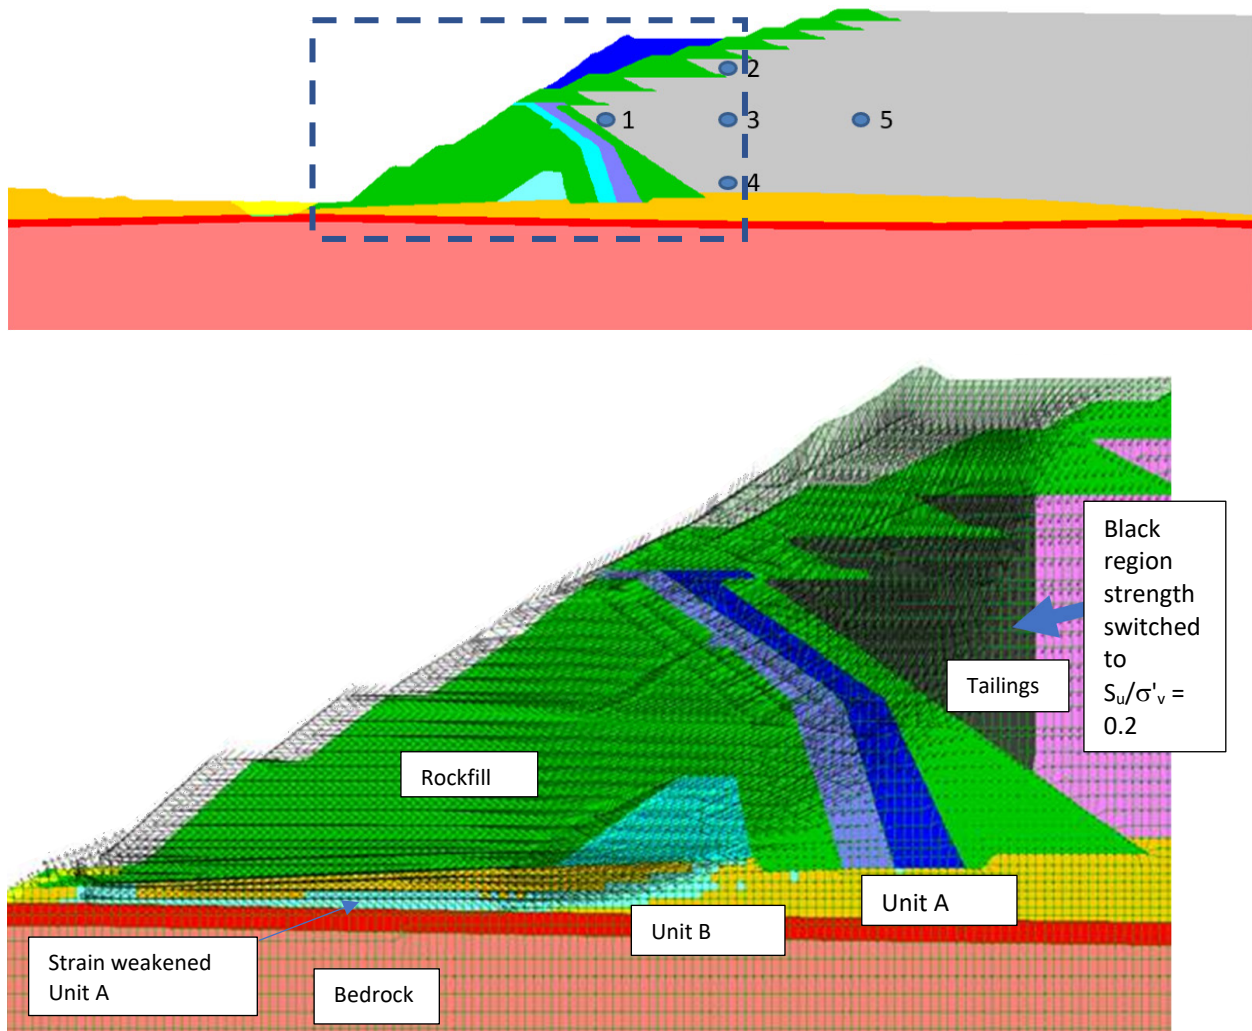 2
1
3
5
4
Black
region
strength
switched
to
Su/σ'v =
0.2
Tailings
Rockfill
Unit A
Unit B
Strain weakened
Unit A
Bedrock